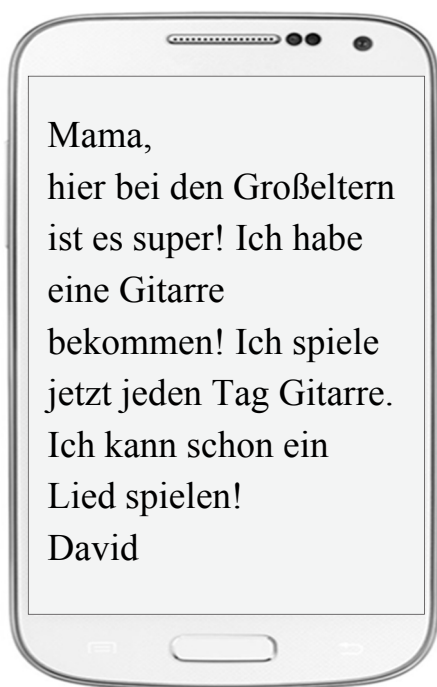 Mama,
hier bei den Großeltern
ist es super! Ich habe
eine Gitarre
bekommen! Ich spiele
jetzt jeden Tag Gitarre.
Ich kann schon ein
Lied spielen!
David